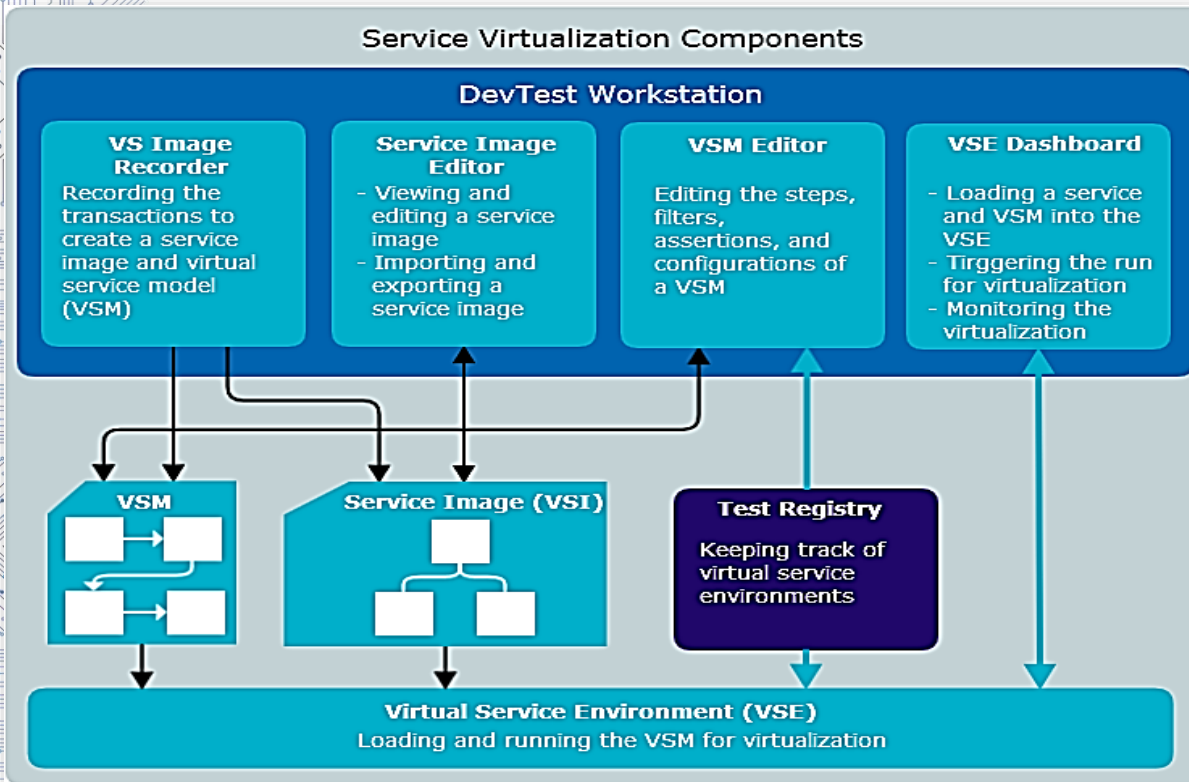 Service Virtualization Components
DevTest Workstation
VS Image
Recorder
Recording the
transactions to
create a service
image and virtual
service model
(VSM)
Service Image
Editor
- Viewing and
editing a service
image
- Importing and
exporting a
service image
VSM Editor
Editing the steps,
filters,
assertions, and
configurations of
a VSM
VSE Dashboard
- Loading a service
and VSM into the
VSE
- Tirggering the run
for virtualization
- Monitoring the
virtualization
VSM
Service Image (VSI)
Test Registry
Keeping track of
virtual service
environments
Virtual Service Environment (VSE)
Loading and running the VSM for virtualization